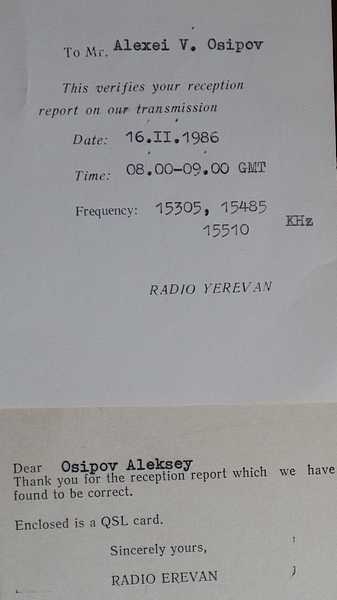 To Mr. Alexei V. Osipov
This verifies your reception
report on our transmission
Date: 16.II.1986
Time: 08.00-09.00 GMT
Frequency: 15305, 15485
15510 KHz
RADIO YEREVAN
Dear Osipov Aleksey
Thank you for the reception report which we have
found to be correct.
Enclosed is a QSL card.
Sincerely yours,
RADIO EREVAN